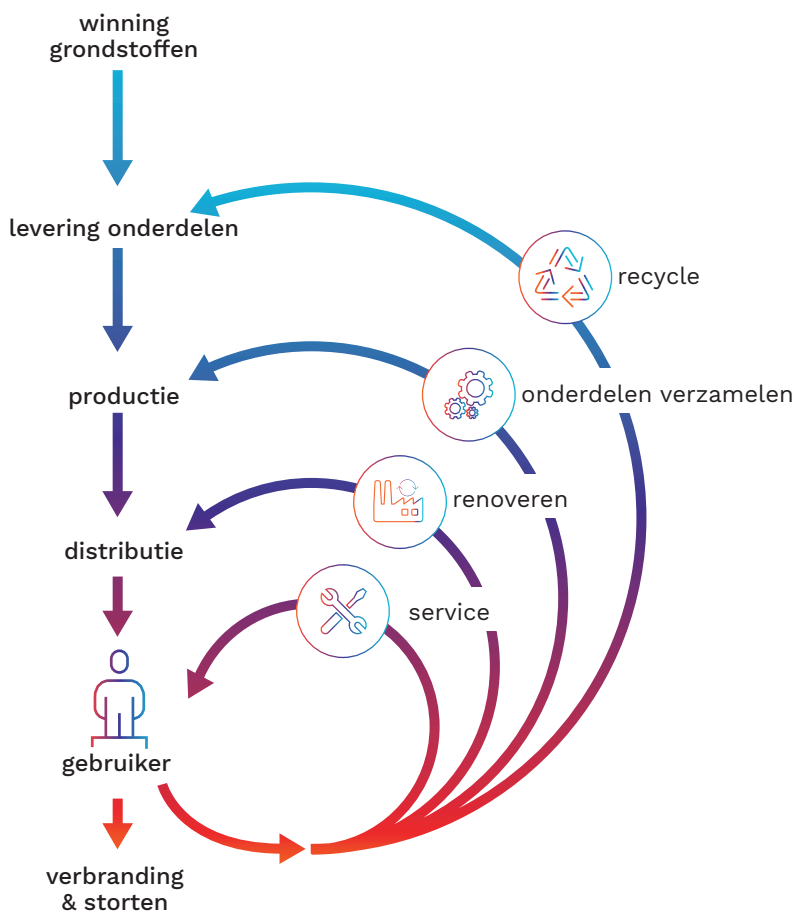 winning
grondstoffen
levering onderdelen
recycle
productie
onderdelen verzamelen
renoveren
distributie
service
gebruiker
verbranding
& storten